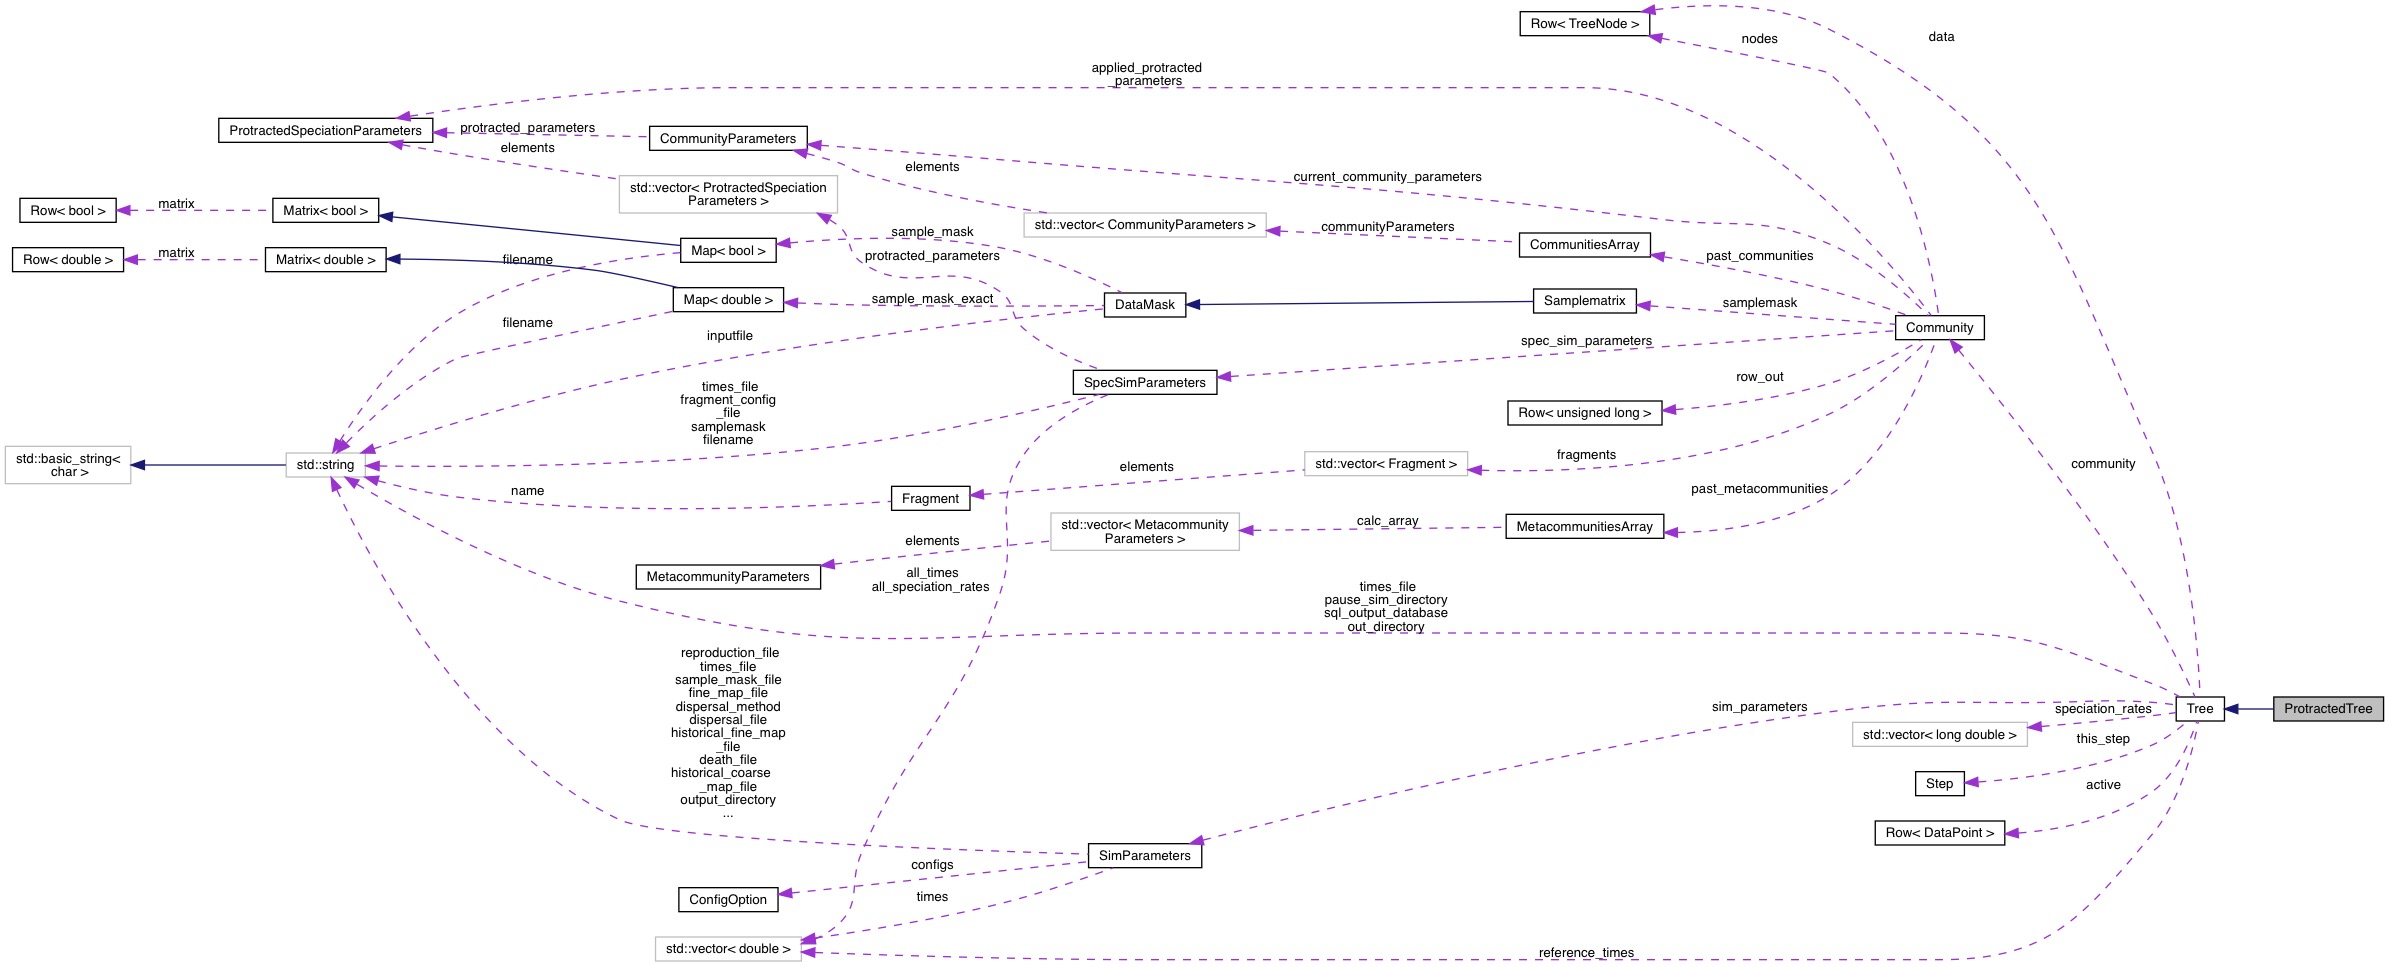 Row< TreeNode >
data
nodes
applied_protracted
_parameters
ProtractedSpeciationParameters
protracted_parameters
CommunityParameters
elements
elements
current_community_parameters
std::vector< ProtractedSpeciation
Parameters >
Row< bool >
matrix
Matrix< bool >
std::vector< CommunityParameters >
communityParameters
sample_mask
CommunitiesArray
Map< bool >
past_communities
protracted_parameters
Row< double >
matrix
Matrix< double >
filename
Map< double >
sample_mask_exact
DataMask
Samplematrix
samplemask
filename
inputfile
Community
spec_sim_parameters
SpecSimParameters
row_out
times_file
fragment_config
_file
samplemask
filename
Row< unsigned long >
std::basic_string<
char >
std::string
fragments
std::vector< Fragment >
elements
community
name
Fragment
past_metacommunities
std::vector< Metacommunity
Parameters >
calc_array
MetacommunitiesArray
elements
MetacommunityParameters
all_times
all_speciation_rates
times_file
pause_sim_directory
sql_output_database
out_directory
reproduction_file
times_file
sample_mask_file
fine_map_file
dispersal_method
dispersal_file
historical_fine_map
_file
death_file
historical_coarse
_map_file
output_directory
...
sim_parameters
speciation_rates
Tree
ProtractedTree
std::vector< long double >
this_step
Step
active
Row< DataPoint >
SimParameters
configs
ConfigOption
times
std::vector< double >
reference_times